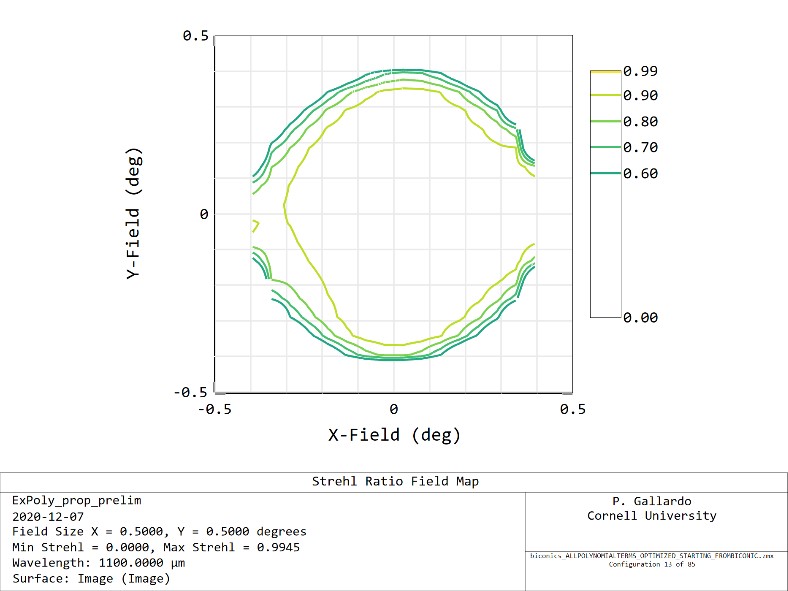 0.5
0
-0.5
-0.5
0
0.5
Y-Field (deg)
X-Field (deg)
0.99
0.90
0.80
0.70
0.60
0.00
Strehl Ratio Field Map
ExPoly_prop_prelim
2020-12-07
Field Size X = 0.5000, Y = 0.5000 degrees
Min Strehl = 0.0000, Max Strehl = 0.9945
Wavelength: 1100.0000 µm
Surface: Image (Image)
P. Gallardo
Cornell University
biconics_ALLPOLYNOMIALTERMS_OPTIMIZED_STARTING_FROMBICONIC.zmx
Configuration 13 of 85